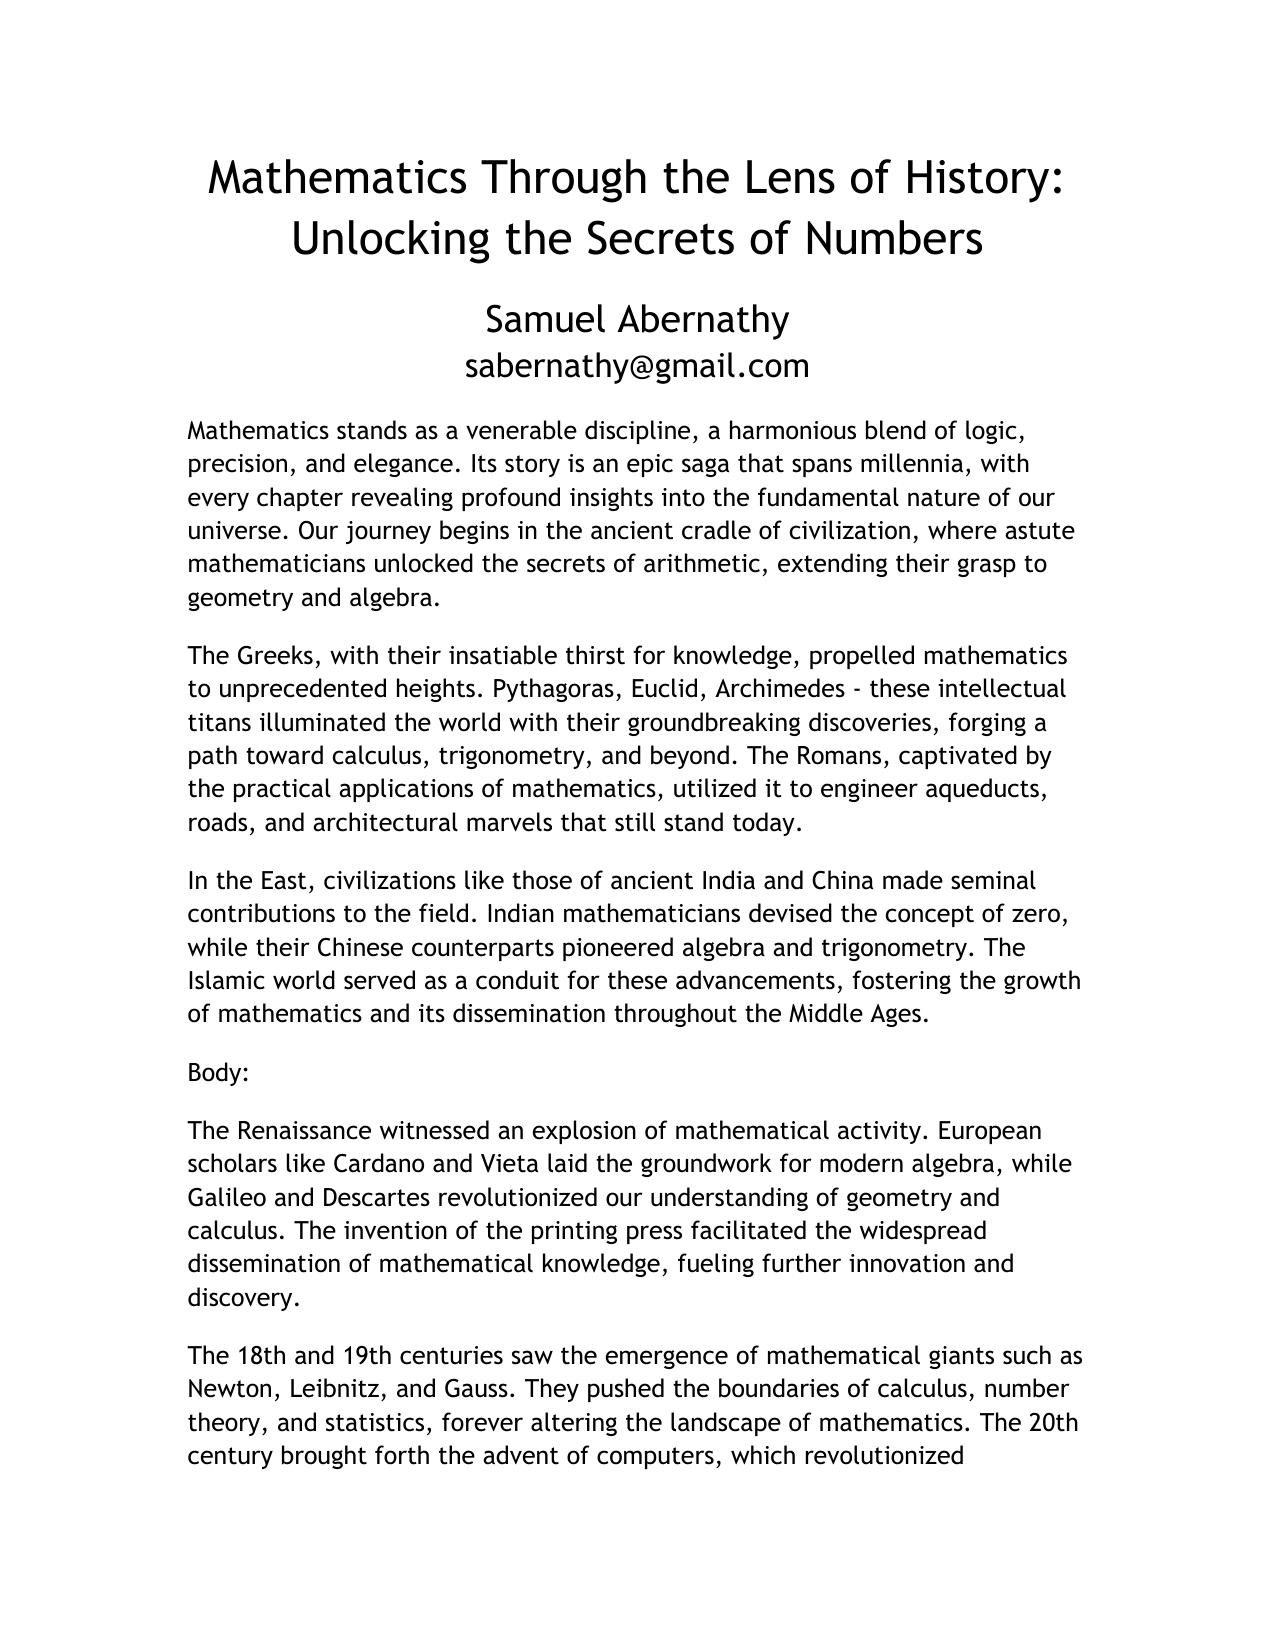 Mathematics Through the Lens of History:
Unlocking the Secrets of Numbers
Samuel Abernathy
sabernathy@gmail.com
Mathematics stands as a venerable discipline, a harmonious blend of logic,
precision, and elegance. Its story is an epic saga that spans millennia, with
every chapter revealing profound insights into the fundamental nature of our
universe. Our journey begins in the ancient cradle of civilization, where astute
mathematicians unlocked the secrets of arithmetic, extending their grasp to
geometry and algebra.
The Greeks, with their insatiable thirst for knowledge, propelled mathematics
to unprecedented heights. Pythagoras, Euclid, Archimedes - these intellectual
titans illuminated the world with their groundbreaking discoveries, forging a
path toward calculus, trigonometry, and beyond. The Romans, captivated by
the practical applications of mathematics, utilized it to engineer aqueducts,
roads, and architectural marvels that still stand today.
In the East, civilizations like those of ancient India and China made seminal
contributions to the field. Indian mathematicians devised the concept of zero,
while their Chinese counterparts pioneered algebra and trigonometry. The
Islamic world served as a conduit for these advancements, fostering the growth
of mathematics and its dissemination throughout the Middle Ages.
Body:
The Renaissance witnessed an explosion of mathematical activity. European
scholars like Cardano and Vieta laid the groundwork for modern algebra, while
Galileo and Descartes revolutionized our understanding of geometry and
calculus. The invention of the printing press facilitated the widespread
dissemination of mathematical knowledge, fueling further innovation and
discovery.
The 18th and 19th centuries saw the emergence of mathematical giants such as
Newton, Leibnitz, and Gauss. They pushed the boundaries of calculus, number
theory, and statistics, forever altering the landscape of mathematics. The 20th
century brought forth the advent of computers, which revolutionized